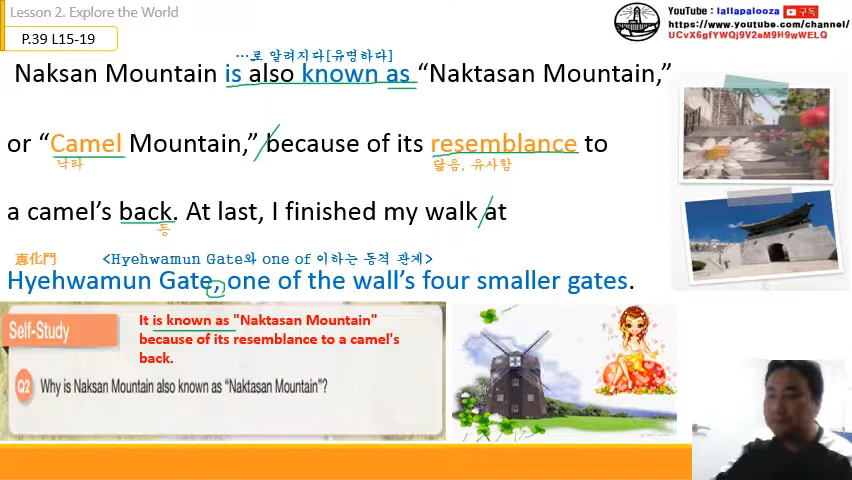 Lesson 2. Explore the World
P.39 L15-19
YouTube : lallapalooza 구독
https://www.youtube.com/channel/
UCvX6gfYWQj9V2eM9H9wWELQ
…로 알려지다[유명하다]
Naksan Mountain is also known as “Naktasan Mountain,”
or “Camel Mountain,” because of its resemblance to
낙타
닮음, 유사함
a camel’s back. At last, I finished my walk at
등
惠化門 <Hyehwamun Gate와 one of 이하는 동격 관계>
Hyehwamun Gate, one of the wall’s four smaller gates.
Self-Study
It is known as "Naktasan Mountain"
because of its resemblance to a camel's
back.
Q2 Why is Naksan Mountain also known as “Naktasan Mountain”?